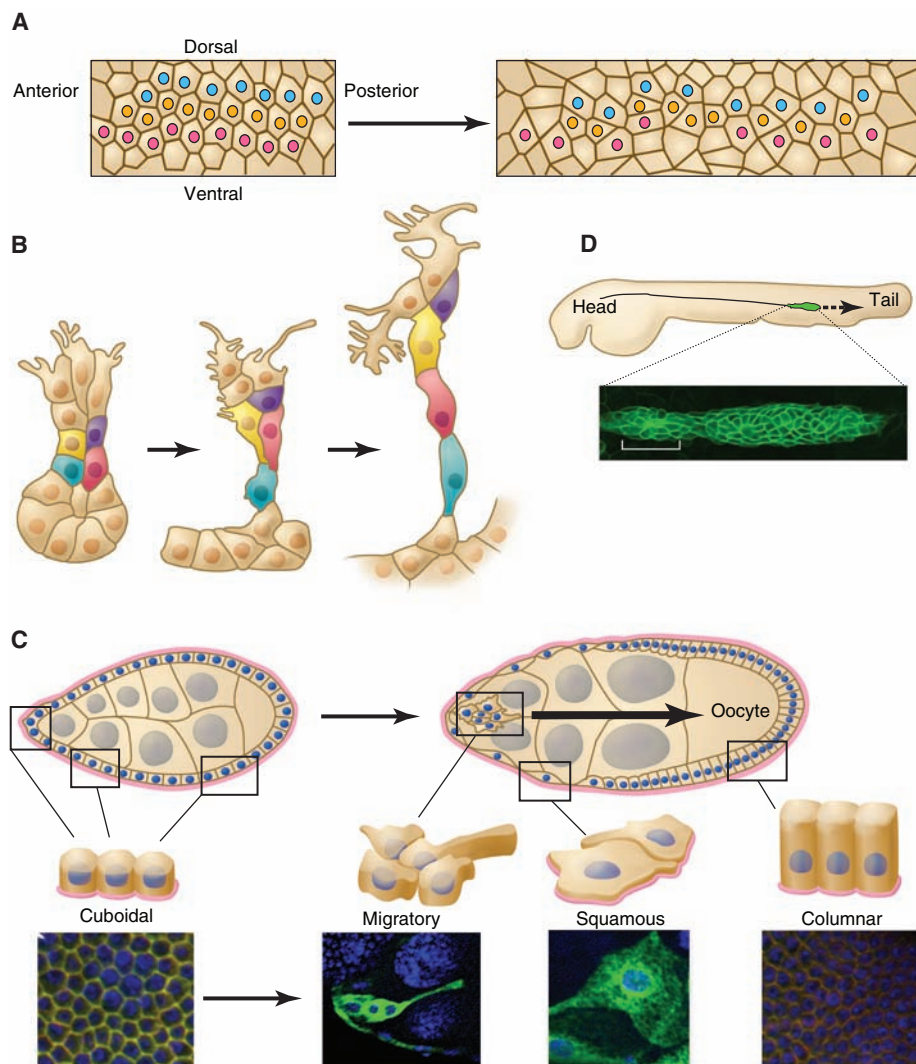 A
Dorsal
Anterior
Posterior
Ventral
B
D
Head
Tail
C
Oocyte
Cuboidal
Migratory
Squamous
Columnar